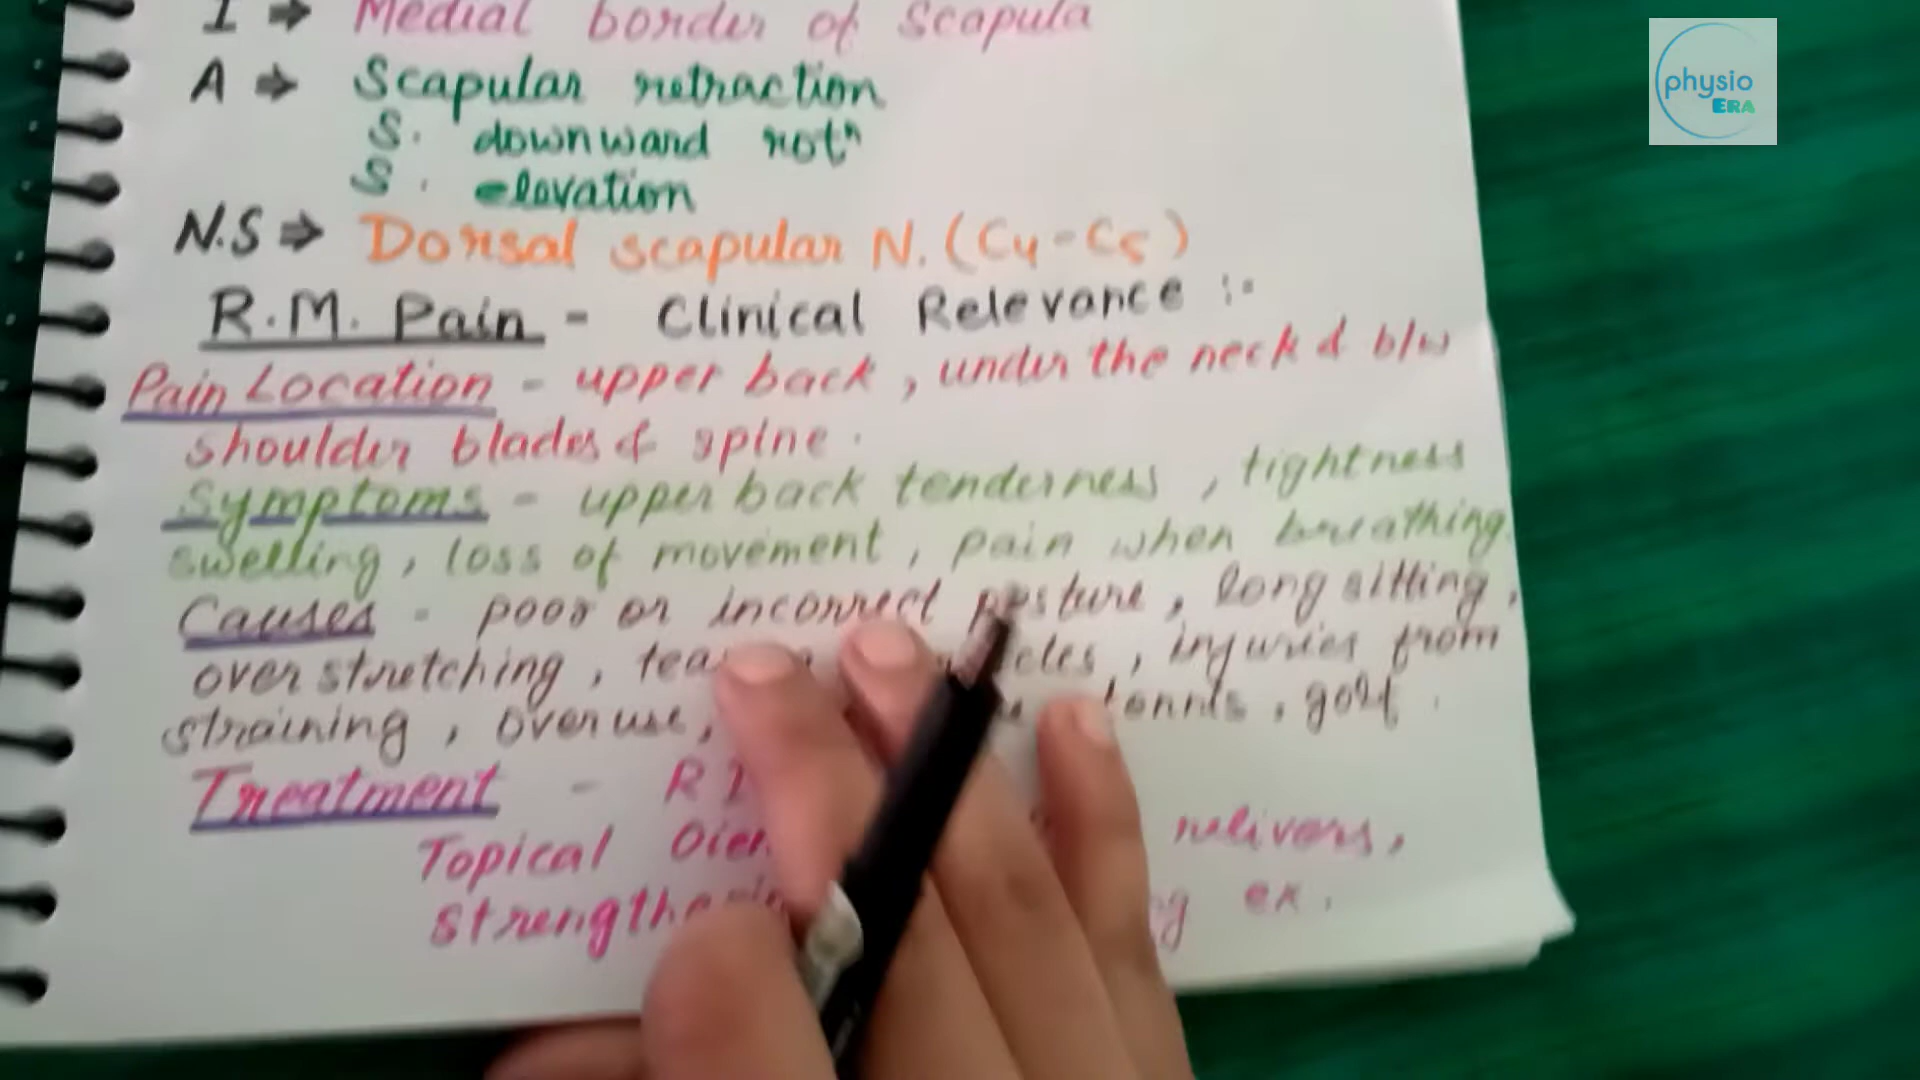 I ⇒ Medial border of Scapula
A ⇒ Scapular retraction
S. downward rotⁿ
S. elevation
N.S ⇒ Dorsal scapular N. (C4-C5)
R.M. Pain - Clinical Relevance :-
Pain Location - upper back, under the neck & b/w
shoulder blades & spine.
Symptoms - upper back tenderness, tightness
swelling, loss of movement, pain when breathing.
Causes - poor or incorrect posture, long sitting,
over stretching, injuries from
straining, overuse, tennis, golf.
Treatment -
Topical relivers,
ex.
physio
ERA